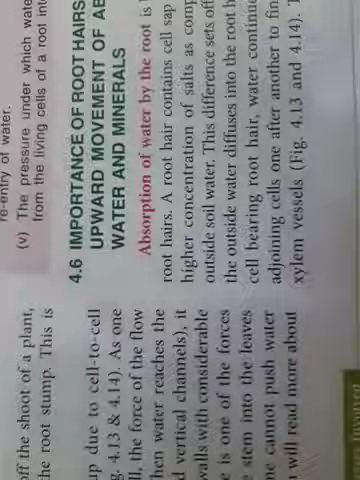 off the shoot of a plant,
the root stump. This is
up due to cell-to-cell
g. 4.13 & 4.14). As one
ll, the force of the flow
hen water reaches the
d vertical channels), it
walls with considerable
e is one of the forces
e stem into the leaves
ne cannot push water
will read more about
re-entry of water.
(v) The pressure under which wate
from the living cells of a root into
4.6 IMPORTANCE OF ROOT HAIRS
UPWARD MOVEMENT OF AB
WATER AND MINERALS
Absorption of water by the root is
root hairs. A root hair contains cell sap
higher concentration of salts as comp
outside soil water. This difference sets off
the outside water diffuses into the root h
cell bearing root hair, water continue
adjoining cells one after another to fin
xylem vessels (Fig. 4.13 and 4.14). T